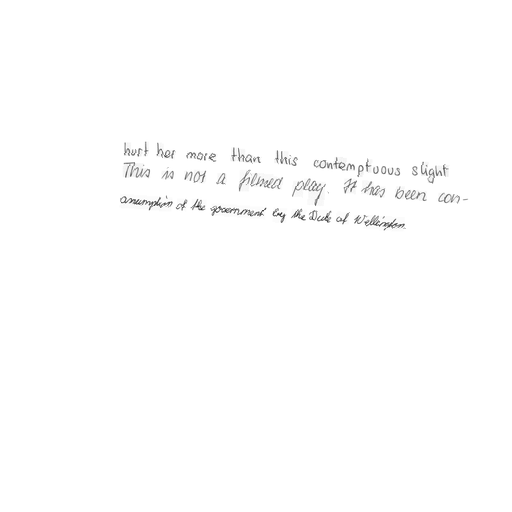 hurt her more than this contemptuous slight
This is not a filmed play. It has been con-
assumption of the government by the Duke of Wellington.